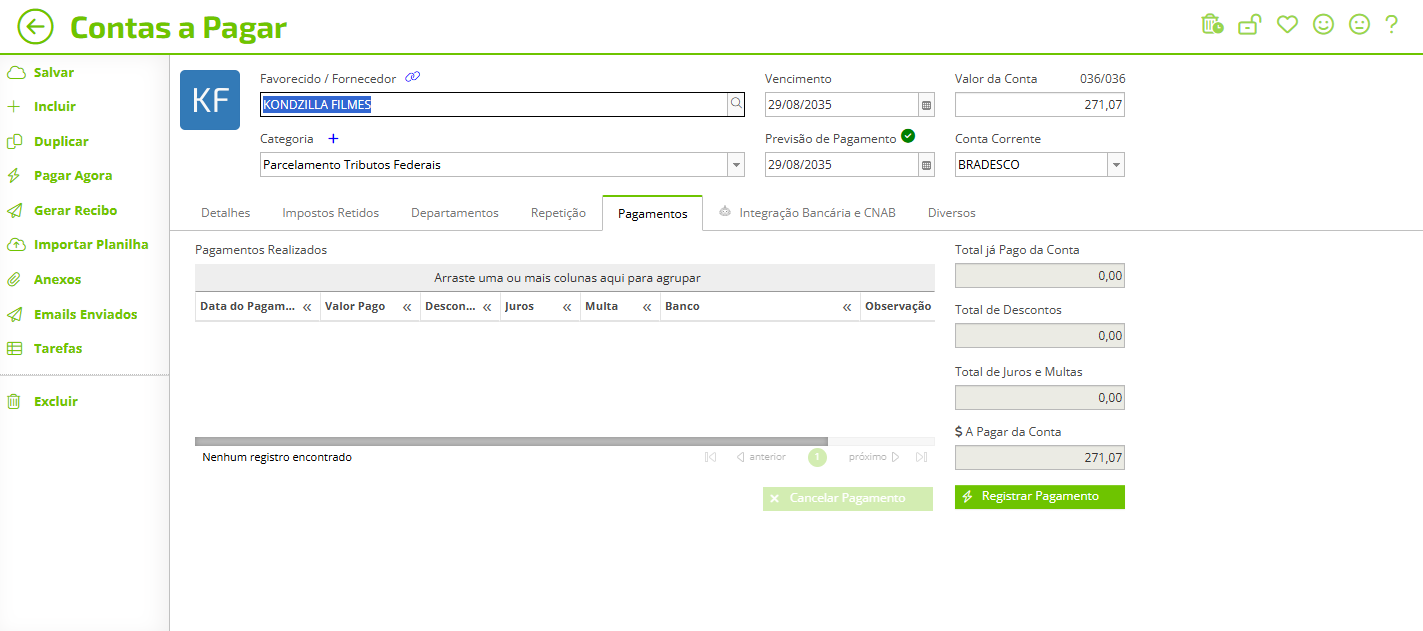 Contas a Pagar
?
Salvar
Incluir
Duplicar
Pagar Agora
Gerar Recibo
Importar Planilha
Anexos
Emails Enviados
Tarefas
Excluir
KF
Favorecido / Fornecedor
KONDZILLA FILMES
Categoria +
Parcelamento Tributos Federais
Vencimento
29/08/2035
Previsão de Pagamento
29/08/2035
Valor da Conta 036/036
271,07
Conta Corrente
BRADESCO
Detalhes Impostos Retidos Departamentos Repetição Pagamentos Integração Bancária e CNAB Diversos
Pagamentos Realizados
Arraste uma ou mais colunas aqui para agrupar
Data do Pagam... « Valor Pago « Descon... « Juros « Multa « Banco « Observação
Nenhum registro encontrado
anterior 1 próximo
Cancelar Pagamento
Total já Pago da Conta
0,00
Total de Descontos
0,00
Total de Juros e Multas
0,00
$ A Pagar da Conta
271,07
Registrar Pagamento